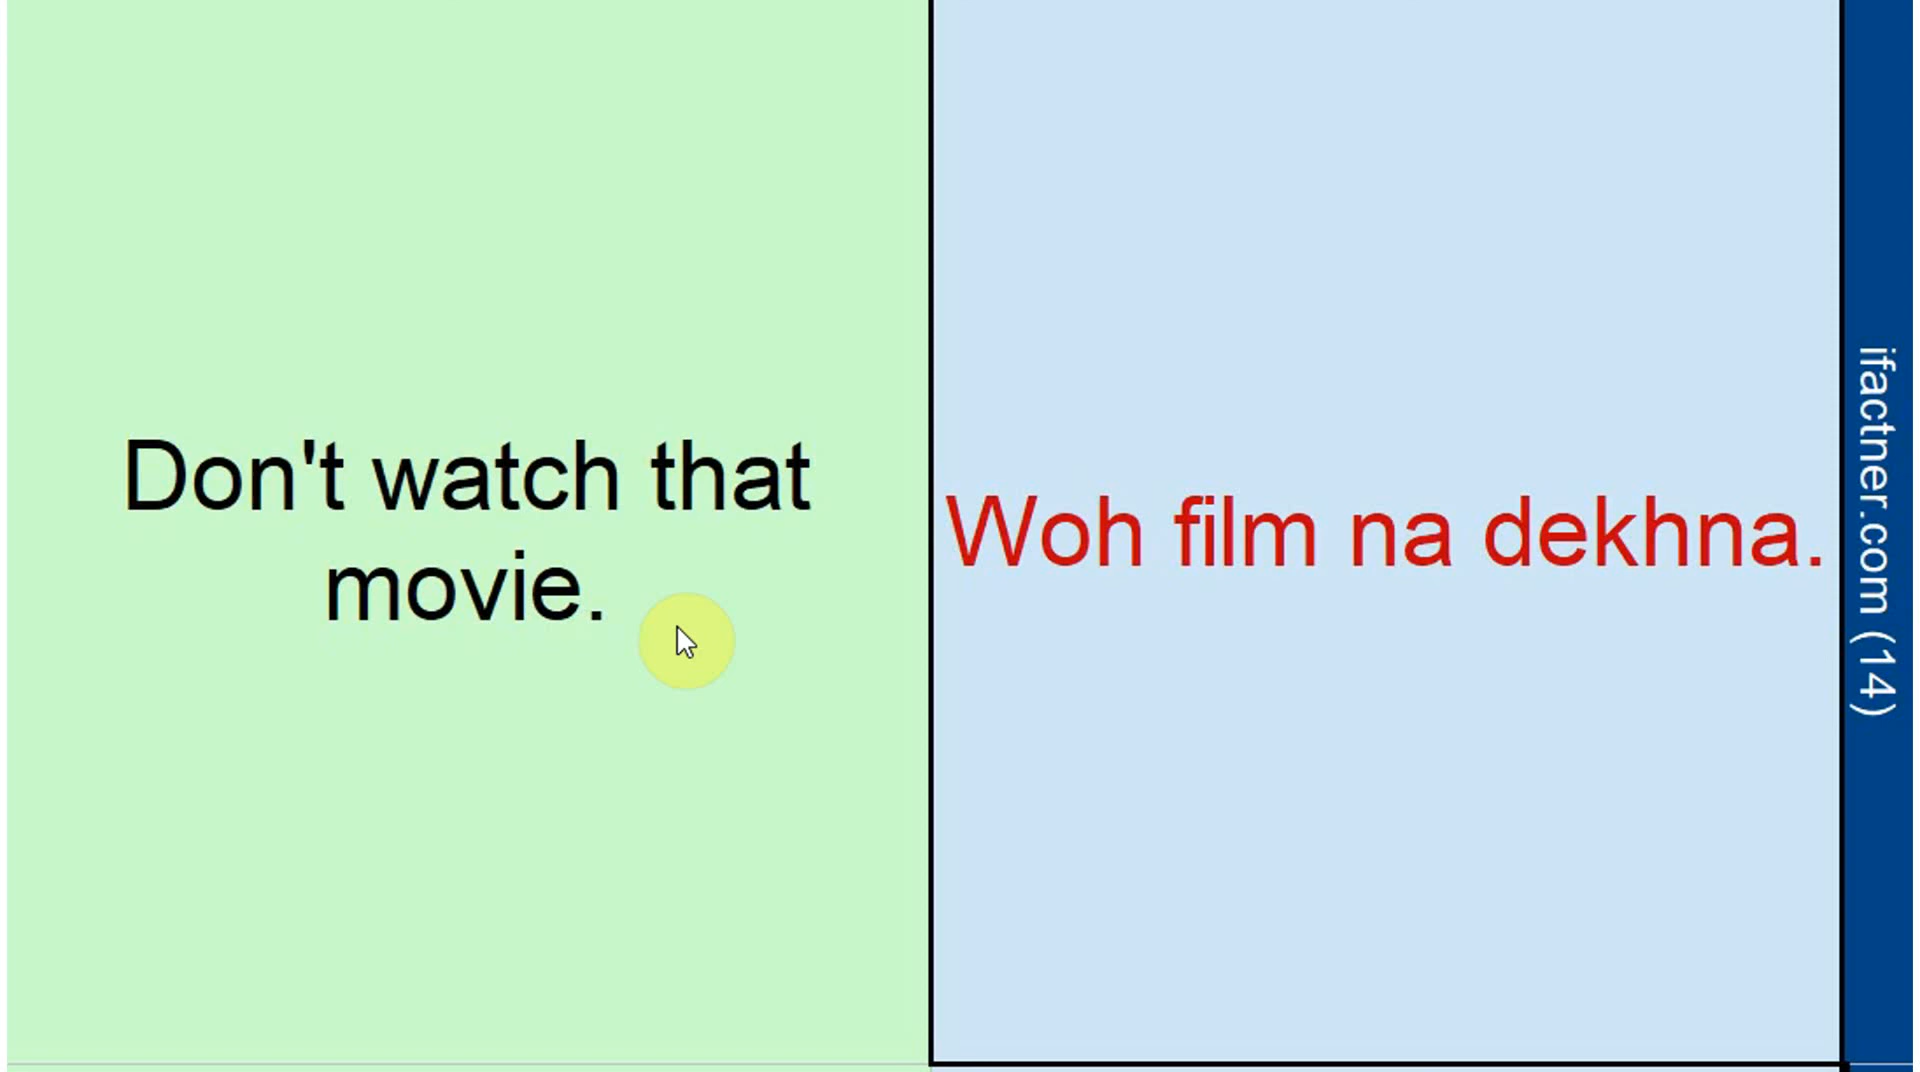 Don't watch that
movie.
Woh film na dekhna.
ifactner.com (14)